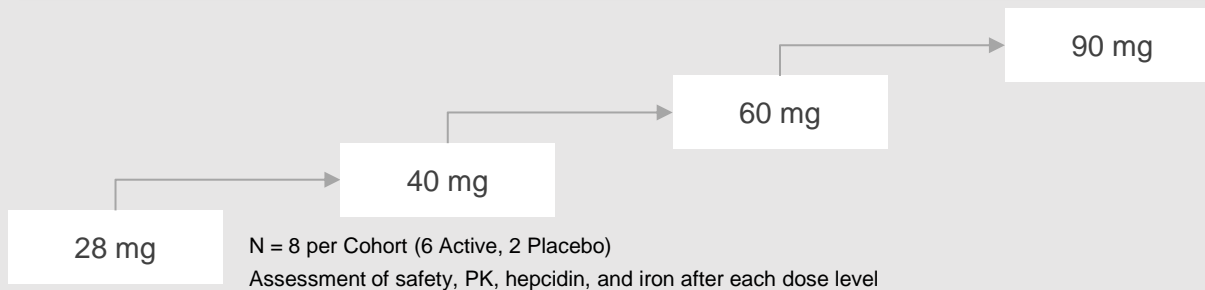 90 mg
60 mg
40 mg
28 mg
N = 8 per Cohort (6 Active, 2 Placebo)
Assessment of safety, PK, hepcidin, and iron after each dose level